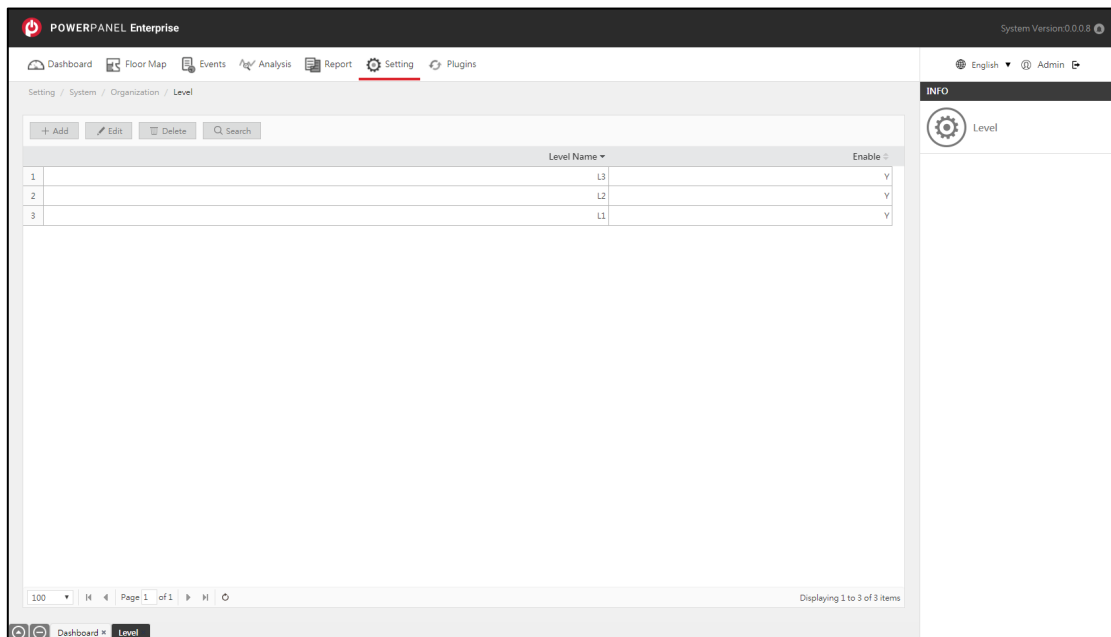 POWERPANEL Enterprise
System Version:0.0.0.8
Dashboard Floor Map Events Analysis Report Setting Plugins
English Admin
Setting / System / Organization / Level
INFO
Level
+ Add Edit Delete Search
Level Name Enable
1 L3 Y
2 L2 Y
3 L1 Y
100 Page 1 of 1
Displaying 1 to 3 of 3 items
Dashboard × Level